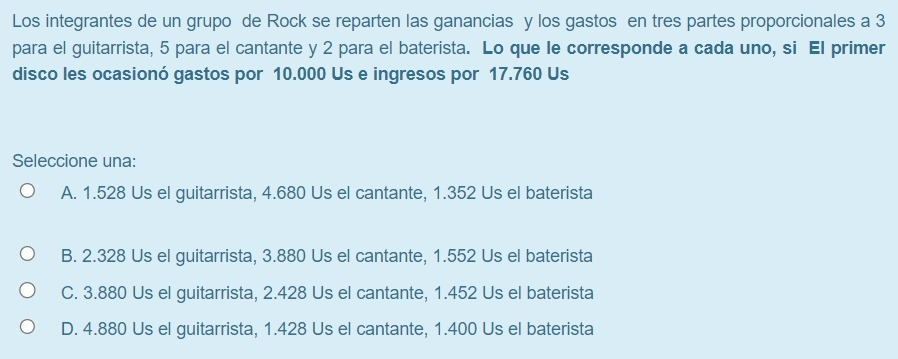 Los integrantes de un grupo de Rock se reparten las ganancias y los gastos en tres partes proporcionales a 3
para el guitarrista, 5 para el cantante y 2 para el baterista. Lo que le corresponde a cada uno, si El primer
disco les ocasionó gastos por 10.000 Us e ingresos por 17.760 Us
Seleccione una:
A. 1.528 Us el guitarrista, 4.680 Us el cantante, 1.352 Us el baterista
B. 2.328 Us el guitarrista, 3.880 Us el cantante, 1.552 Us el baterista
C. 3.880 Us el guitarrista, 2.428 Us el cantante, 1.452 Us el baterista
D. 4.880 Us el guitarrista, 1.428 Us el cantante, 1.400 Us el baterista